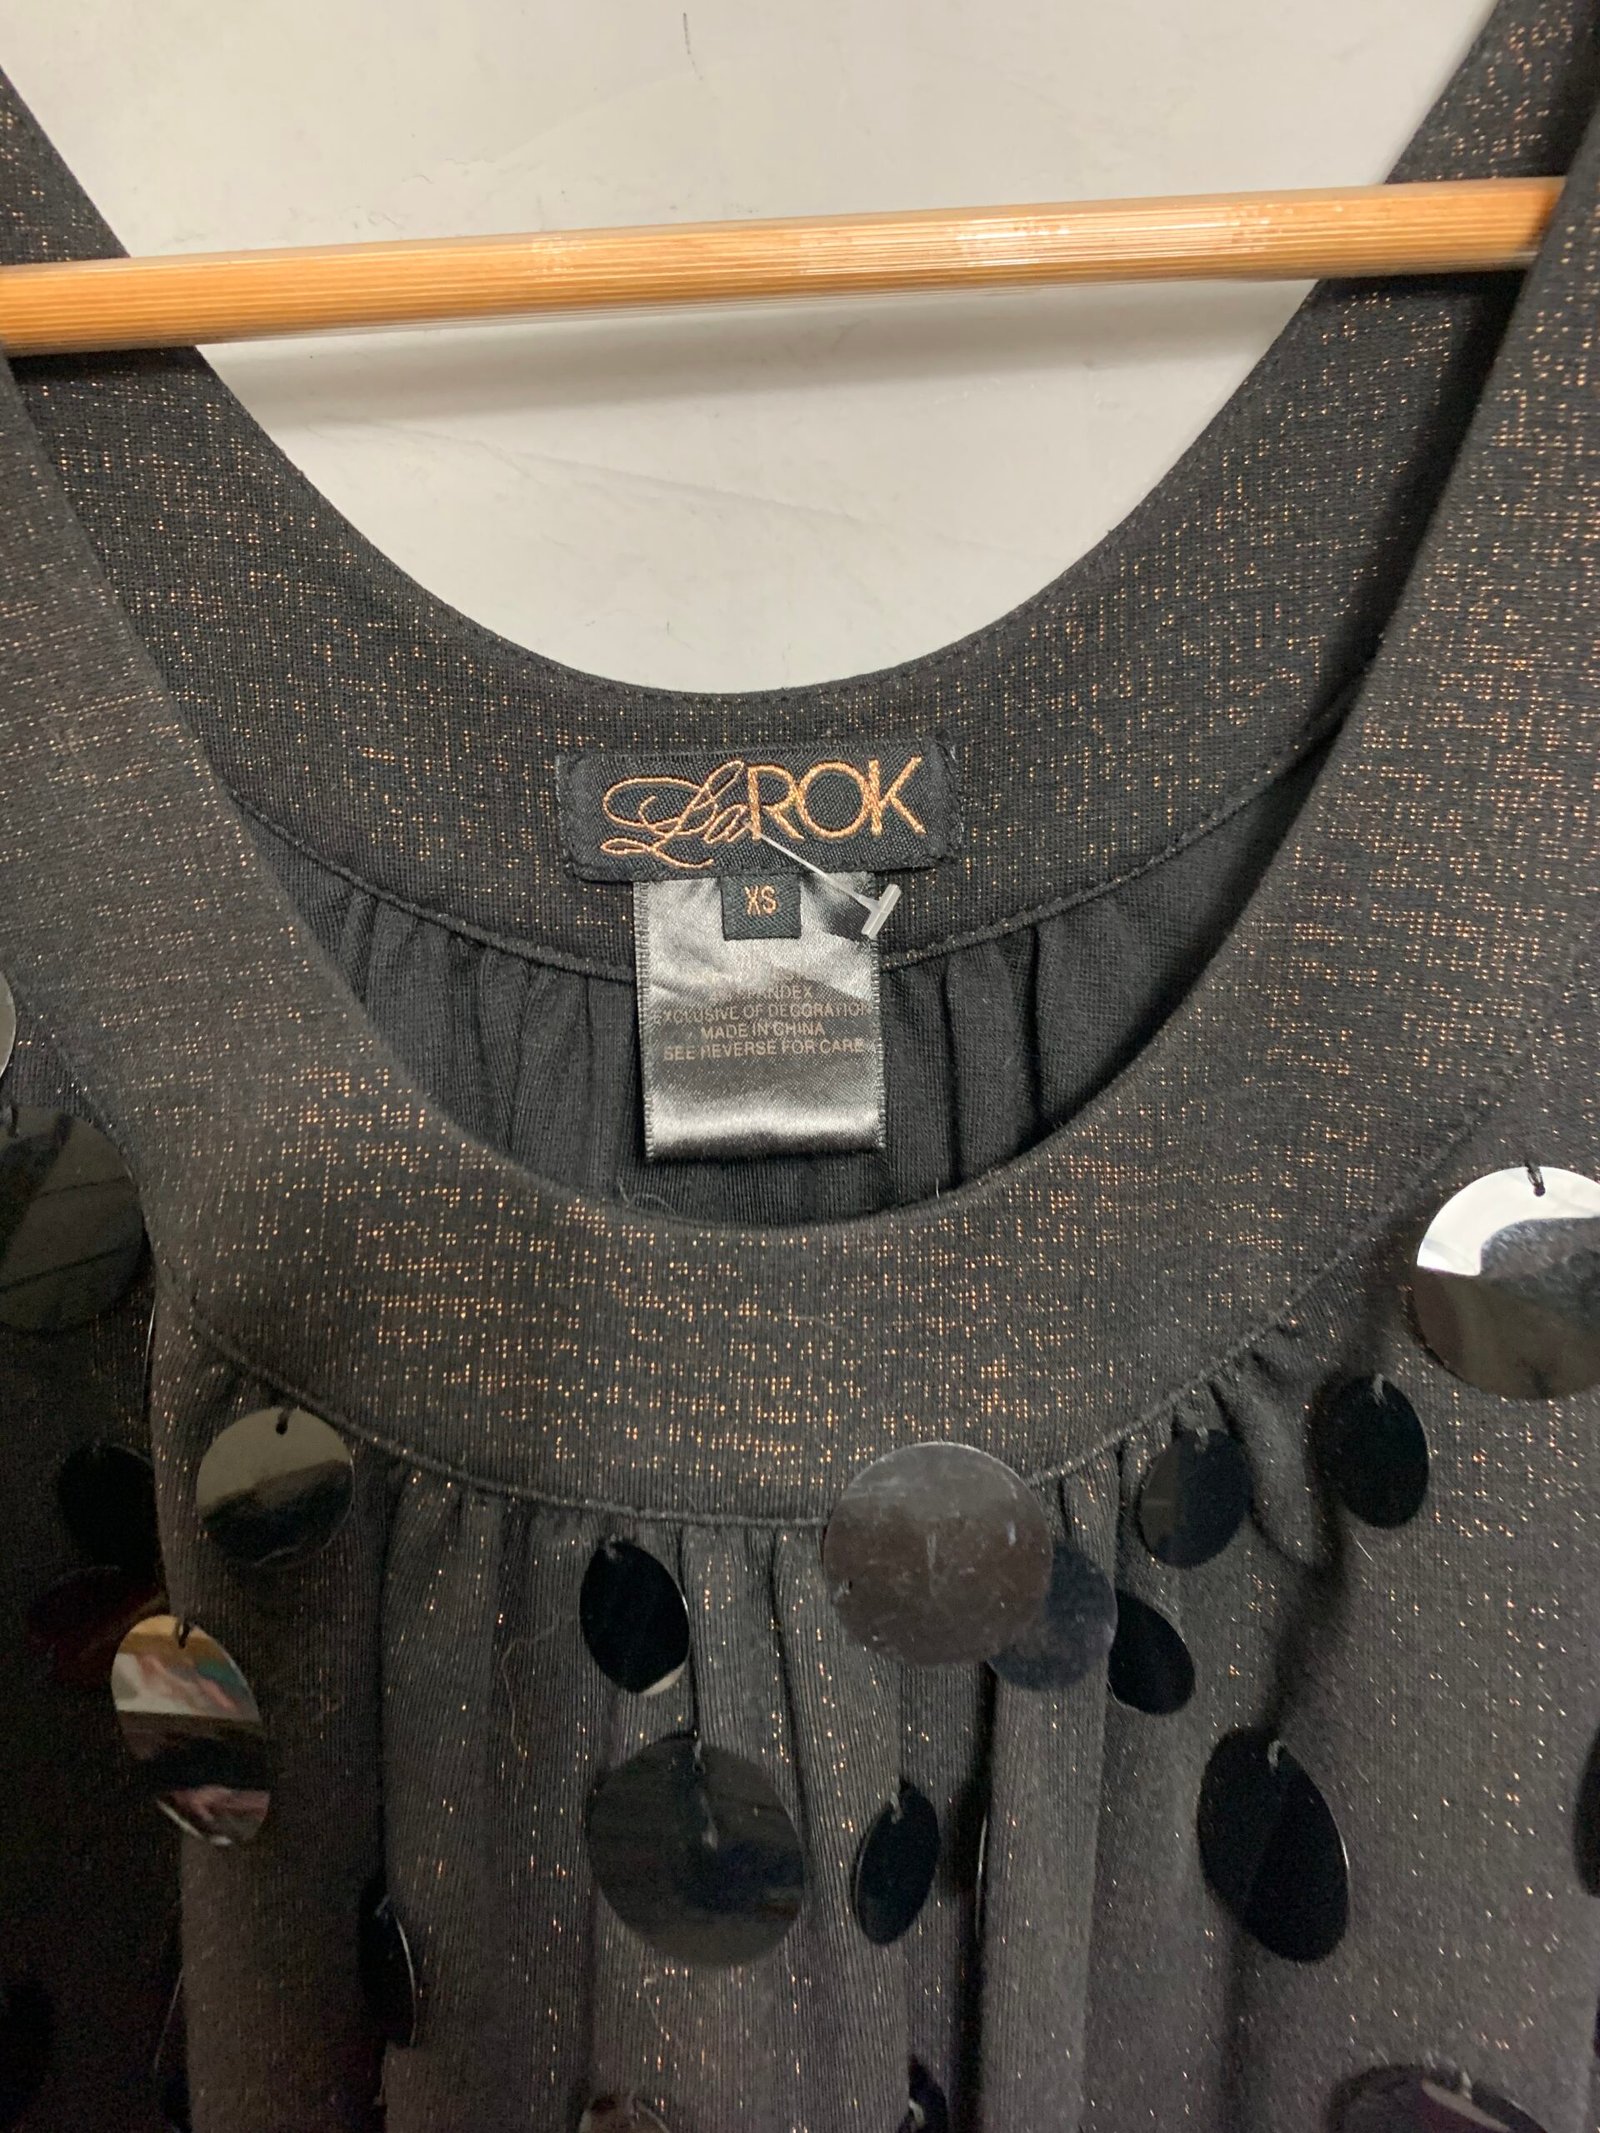 LaROK
XS
EXCLUSIVE OF DECORATION
MADE IN CHINA
SEE REVERSE FOR CARE